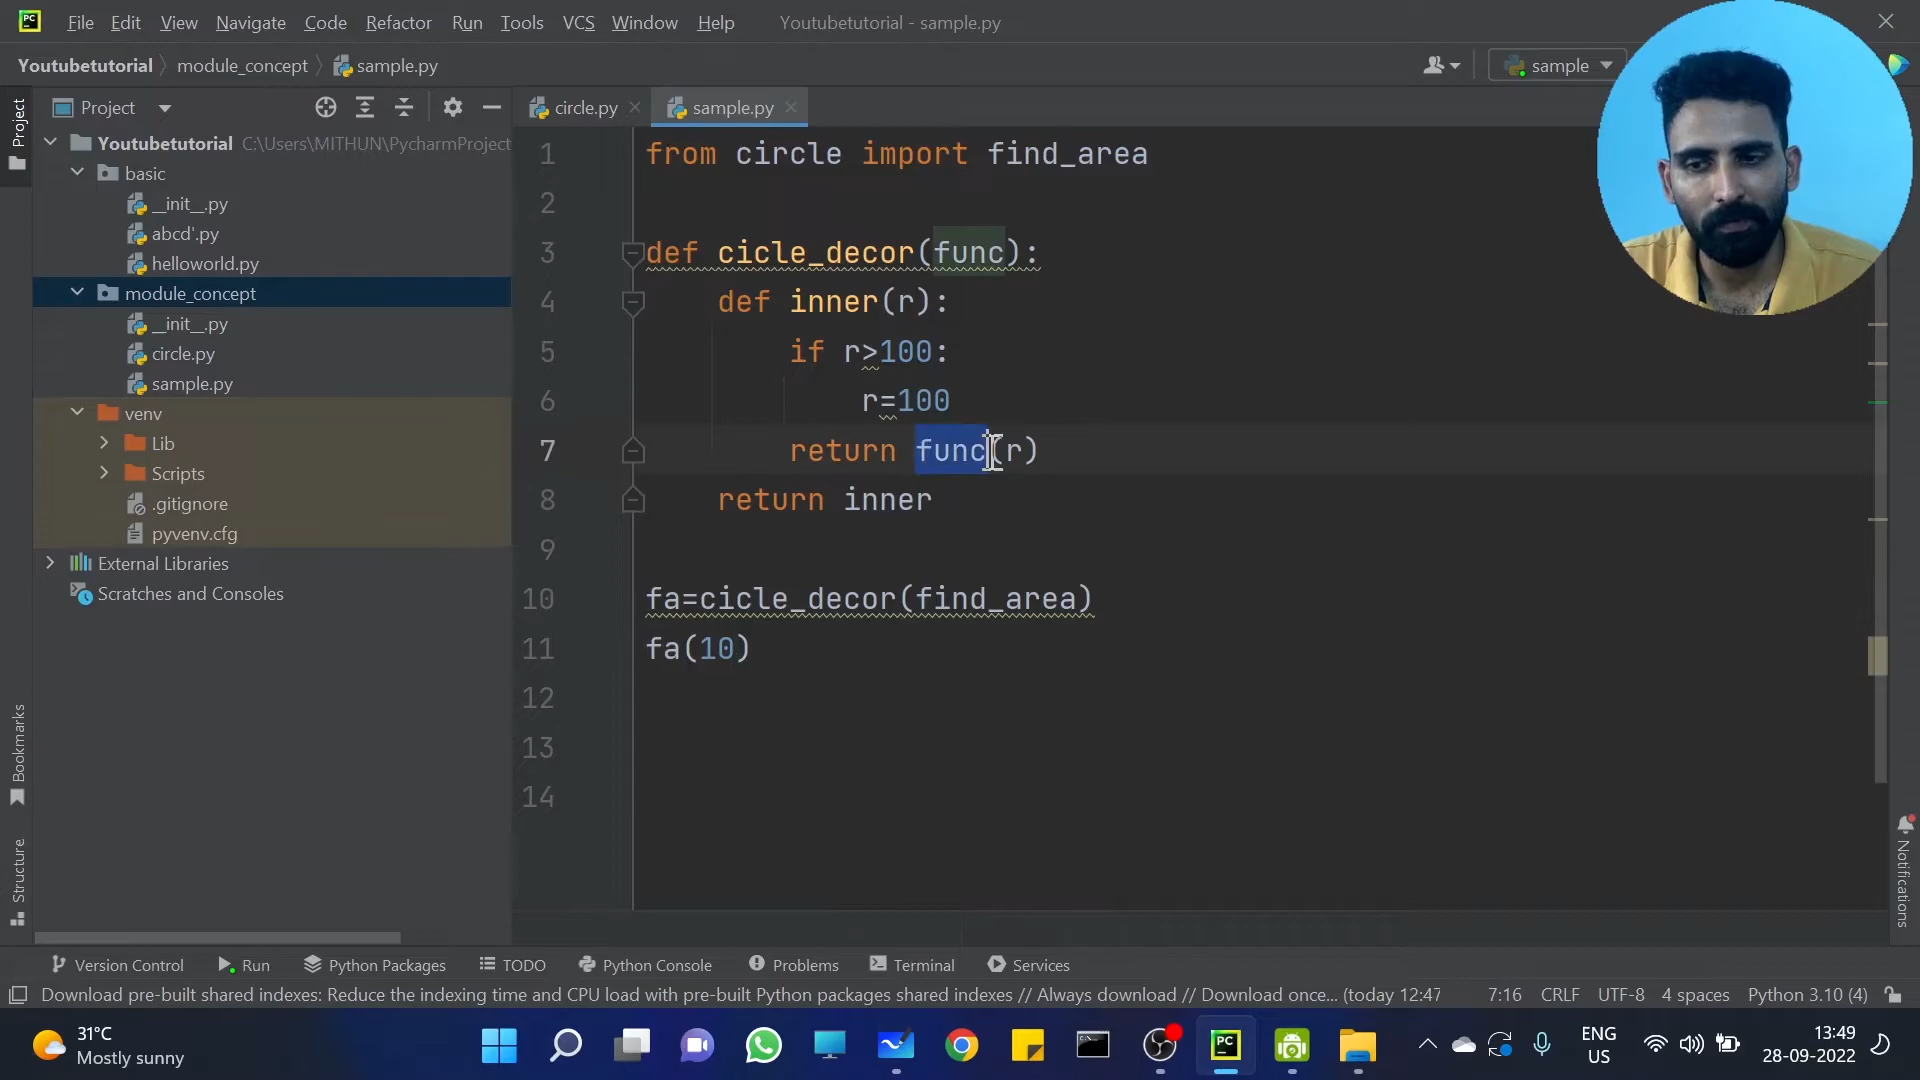 PC File Edit View Navigate Code Refactor Run Tools VCS Window Help Youtubetutorial - sample.py
Youtubetutorial module_concept sample.py sample
Project
Project circle.py sample.py
Youtubetutorial C:\Users\MITHUN\PycharmProject
basic
__init__.py
abcd'.py
helloworld.py
module_concept
__init__.py
circle.py
sample.py
venv
Lib
Scripts
.gitignore
pyvenv.cfg
External Libraries
Scratches and Consoles
1 from circle import find_area
2
3 def cicle_decor(func):
4 def inner(r):
5 if r>100:
6 r=100
7 return func(r)
8 return inner
9
10 fa=cicle_decor(find_area)
11 fa(10)
12
13
14
Bookmarks
Structure
Notifications
Version Control Run Python Packages TODO Python Console Problems Terminal Services
Download pre-built shared indexes: Reduce the indexing time and CPU load with pre-built Python packages shared indexes // Always download // Download once... (today 12:47 7:16 CRLF UTF-8 4 spaces Python 3.10 (4)
31°C
Mostly sunny
PC
ENG
US
13:49
28-09-2022